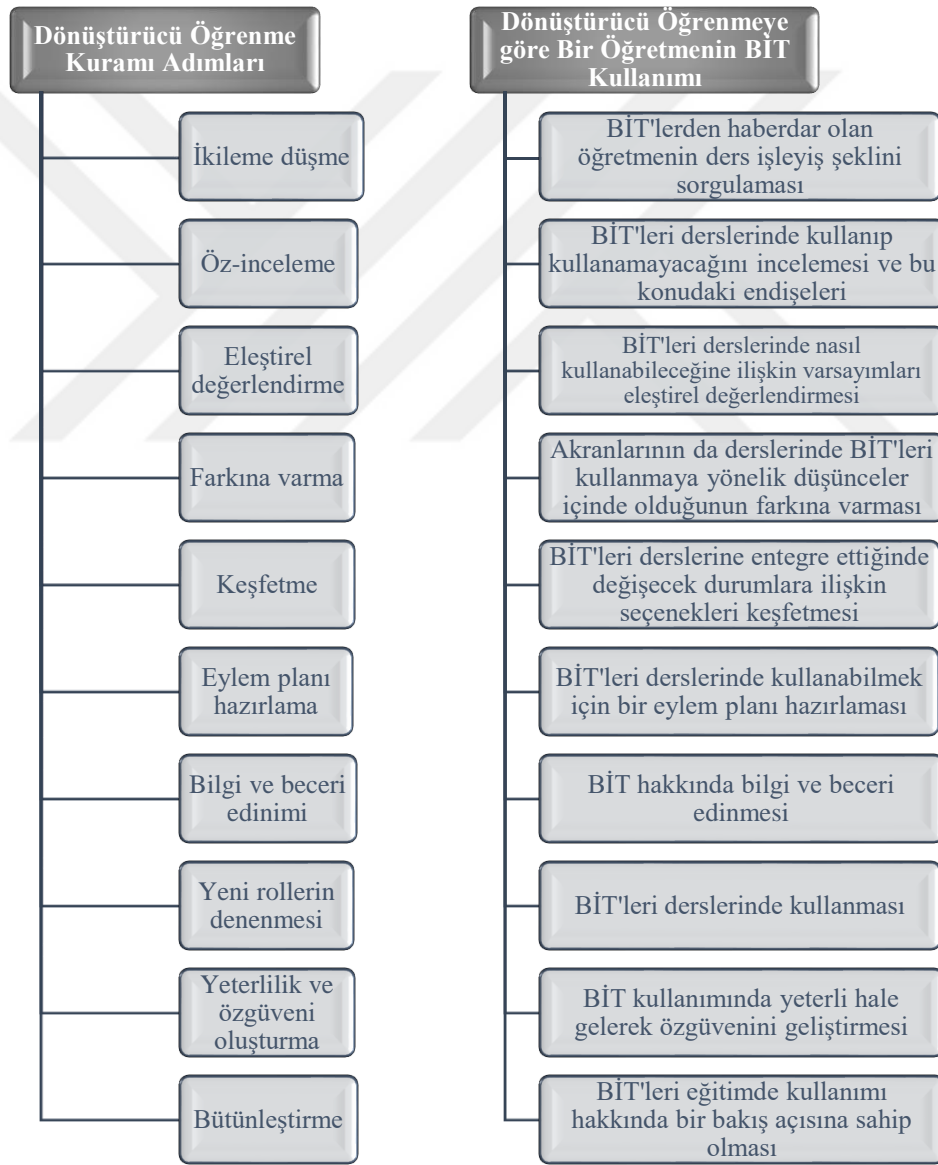 Dönüştürücü Öğrenme
Kuramı Adımları
İkileme düşme
Öz-inceleme
Eleştirel
değerlendirme
Farkına varma
Keşfetme
Eylem planı
hazırlama
Bilgi ve beceri
edinimi
Yeni rollerin
denenmesi
Yeterlilik ve
özgüveni
oluşturma
Bütünleştirme
Dönüştürücü Öğrenmeye
göre Bir Öğretmenin BİT
Kullanımı
BİT'lerden haberdar olan
öğretmenin ders işleyiş şeklini
sorgulaması
BİT'leri derslerinde kullanıp
kullanamayacağını incelemesi ve bu
konudaki endişeleri
BİT'leri derslerinde nasıl
kullanabileceğine ilişkin varsayımları
eleştirel değerlendirmesi
Akranlarının da derslerinde BİT'leri
kullanmaya yönelik düşünceler
içinde olduğunun farkına varması
BİT'leri derslerine entegre ettiğinde
değişecek durumlara ilişkin
seçenekleri keşfetmesi
BİT'leri derslerinde kullanabilmek
için bir eylem planı hazırlaması
BİT hakkında bilgi ve beceri
edinmesi
BİT'leri derslerinde kullanması
BİT kullanımında yeterli hale
gelerek özgüvenini geliştirmesi
BİT'leri eğitimde kullanımı
hakkında bir bakış açısına sahip
olması